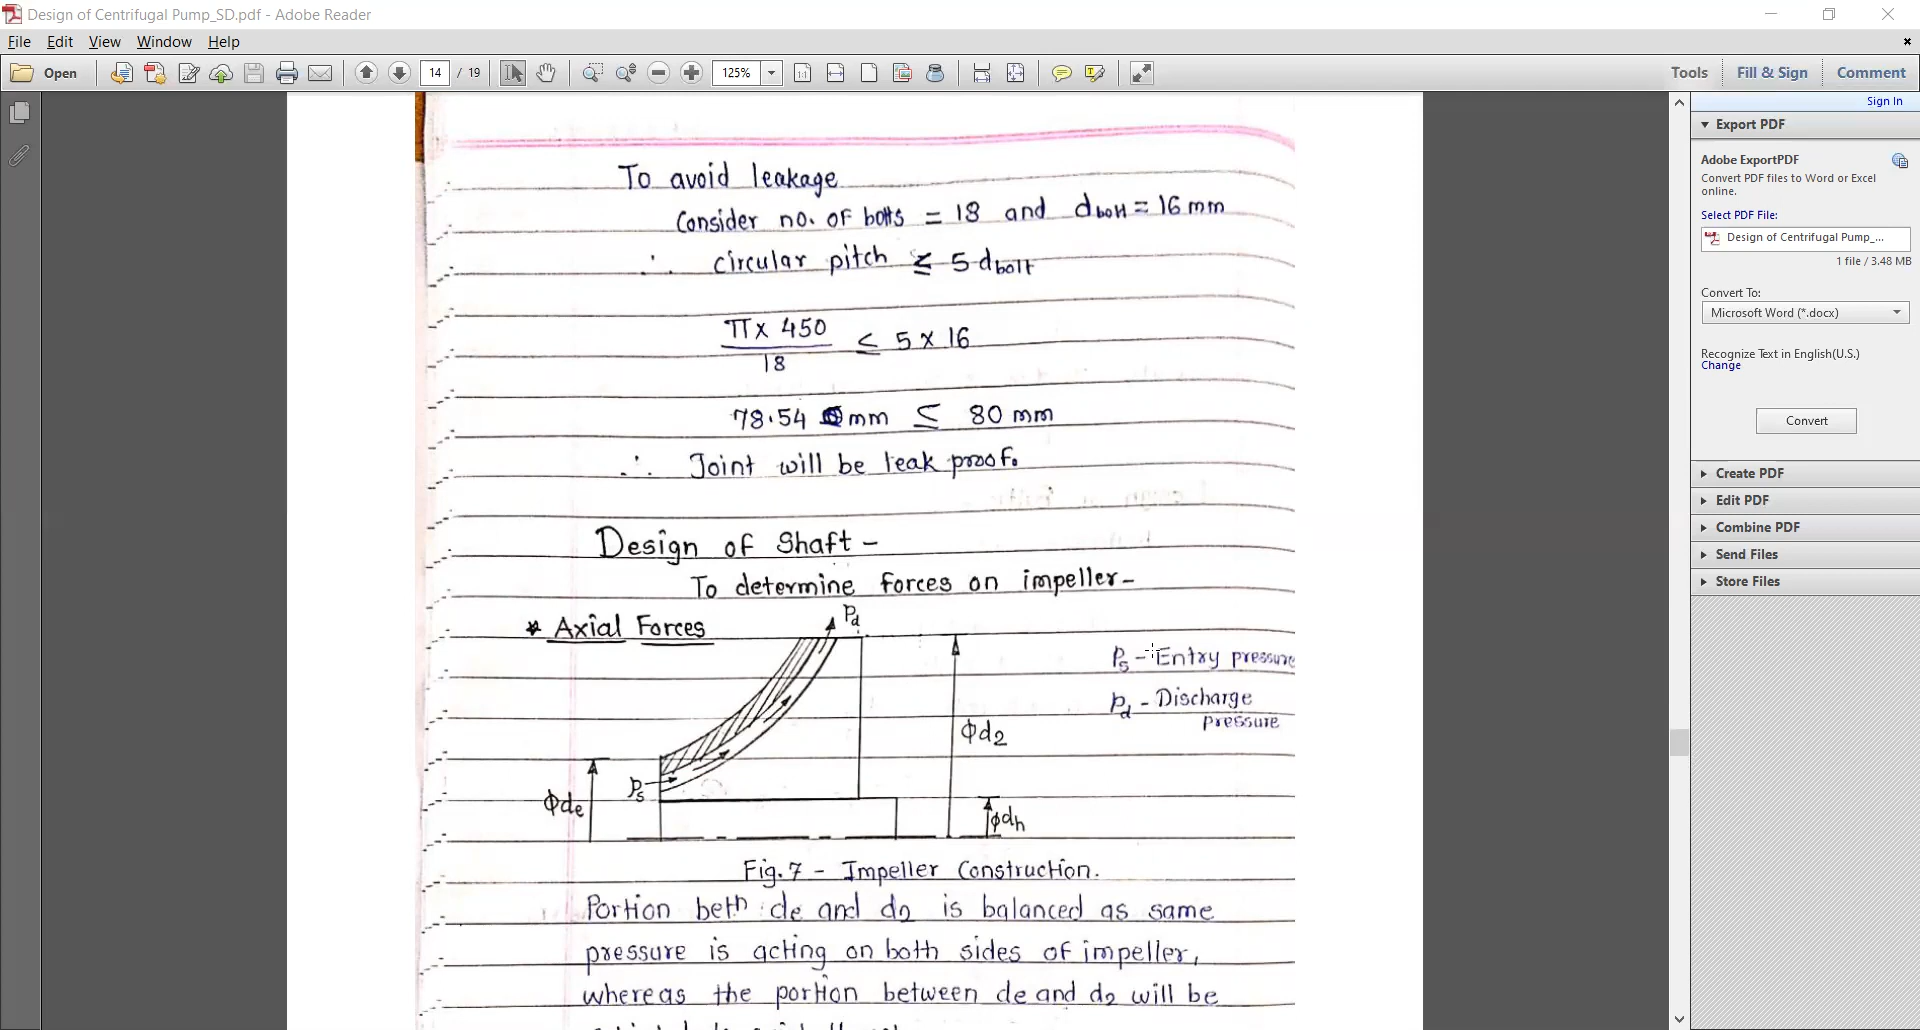 Design of Centrifugal Pump_SD.pdf - Adobe Reader
File Edit View Window Help
Open 14 / 19 125% Tools Fill & Sign Comment
Sign In
Export PDF
Adobe ExportPDF
Convert PDF files to Word or Excel
online.
Select PDF File:
Design of Centrifugal Pump_...
1 file / 3.48 MB
Convert To:
Microsoft Word (*.docx)
Recognize Text in English(U.S.)
Change
Convert
Create PDF
Edit PDF
Combine PDF
Send Files
Store Files
To avoid leakage
Consider no. of bolts = 18 and dbolt = 16 mm
∴ circular pitch ≤ 5 dbolt
π x 450
18
≤ 5 x 16
78.54 mm ≤ 80 mm
∴ Joint will be leak proof.
Design of Shaft -
To determine forces on impeller -
* Axial Forces
Pd
Ps - Entry pressure
Pd - Discharge
pressure
ϕd2
Ps
ϕde
ϕdh
Fig. 7 - Impeller Construction.
Portion beth de and d2 is balanced as same
pressure is acting on both sides of impeller,
whereas the portion between de and d2 will be